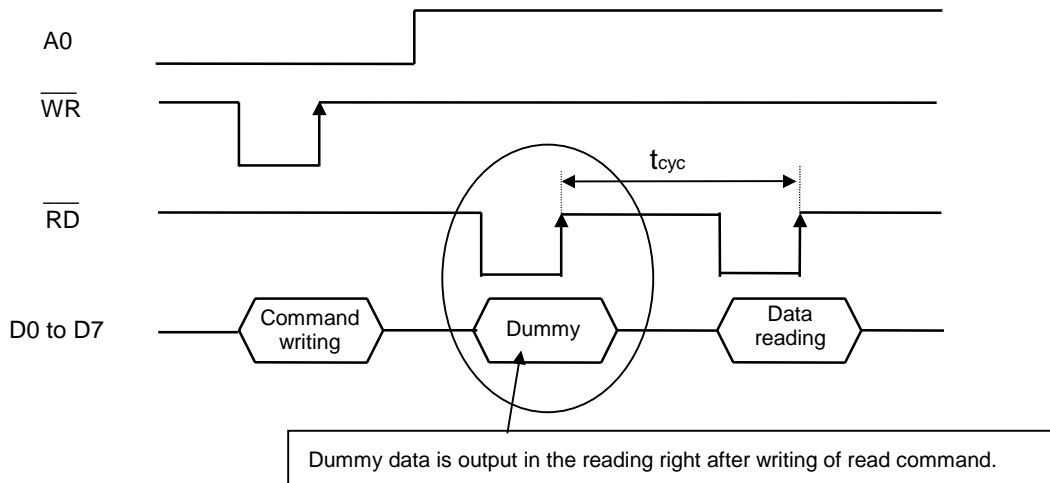 A0
WR
tcyc
RD
D0 to D7
Command
writing
Dummy
Data
reading
Dummy data is output in the reading right after writing of read command.